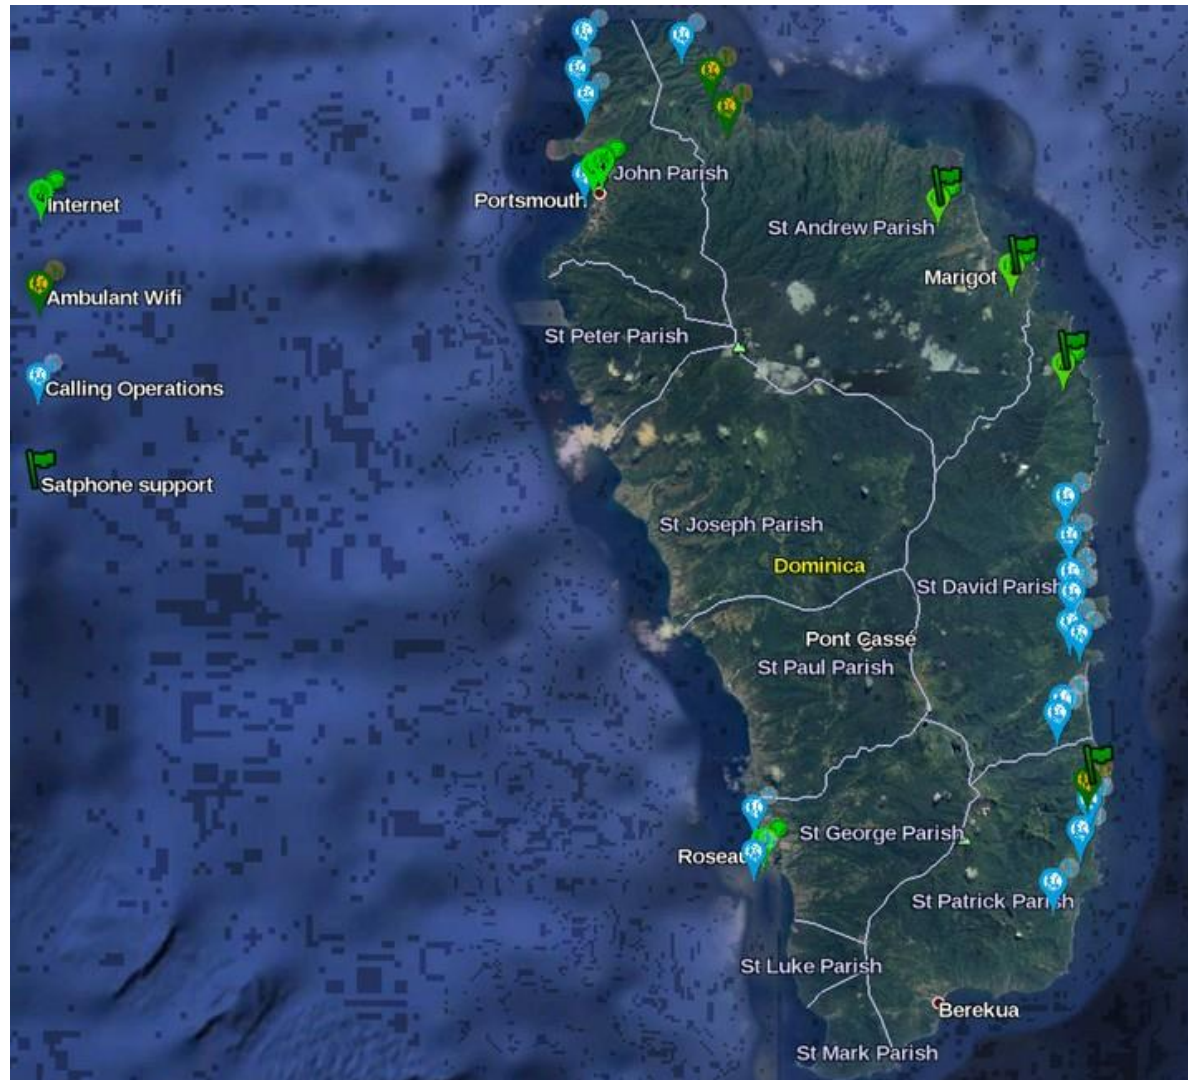 Internet
Ambulant Wifi
Calling Operations
Satphone support
John Parish
Portsmouth
St Andrew Parish
Marigot
St Peter Parish
St Joseph Parish
Dominica
St David Parish
Pont Cassé
St Paul Parish
St George Parish
Roseau
St Patrick Parish
St Luke Parish
Berekua
St Mark Parish